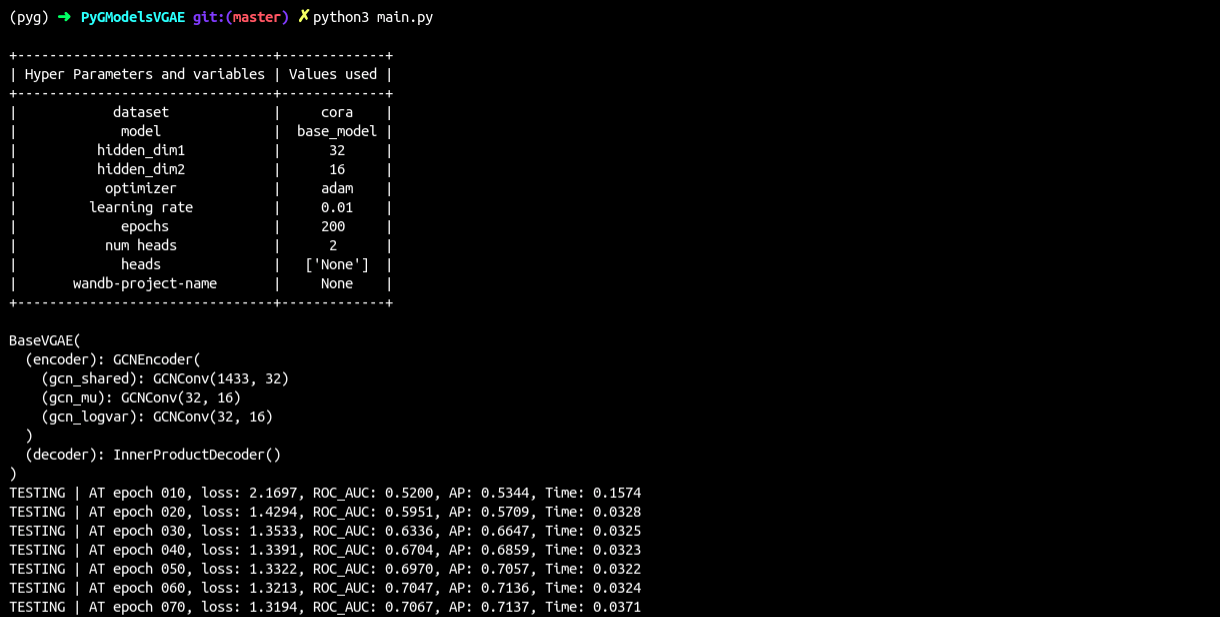 (pyg) ➜ PyGModelsVGAE git:(master) ✗ python3 main.py
+--------------------------------+-------------+
| Hyper Parameters and variables | Values used |
+--------------------------------+-------------+
| dataset | cora |
| model | base_model |
| hidden_dim1 | 32 |
| hidden_dim2 | 16 |
| optimizer | adam |
| learning rate | 0.01 |
| epochs | 200 |
| num heads | 2 |
| heads | ['None'] |
| wandb-project-name | None |
+--------------------------------+-------------+
BaseVGAE(
(encoder): GCNEncoder(
(gcn_shared): GCNConv(1433, 32)
(gcn_mu): GCNConv(32, 16)
(gcn_logvar): GCNConv(32, 16)
)
(decoder): InnerProductDecoder()
)
TESTING | AT epoch 010, loss: 2.1697, ROC_AUC: 0.5200, AP: 0.5344, Time: 0.1574
TESTING | AT epoch 020, loss: 1.4294, ROC_AUC: 0.5951, AP: 0.5709, Time: 0.0328
TESTING | AT epoch 030, loss: 1.3533, ROC_AUC: 0.6336, AP: 0.6647, Time: 0.0325
TESTING | AT epoch 040, loss: 1.3391, ROC_AUC: 0.6704, AP: 0.6859, Time: 0.0323
TESTING | AT epoch 050, loss: 1.3322, ROC_AUC: 0.6970, AP: 0.7057, Time: 0.0322
TESTING | AT epoch 060, loss: 1.3213, ROC_AUC: 0.7047, AP: 0.7136, Time: 0.0324
TESTING | AT epoch 070, loss: 1.3194, ROC_AUC: 0.7067, AP: 0.7137, Time: 0.0371